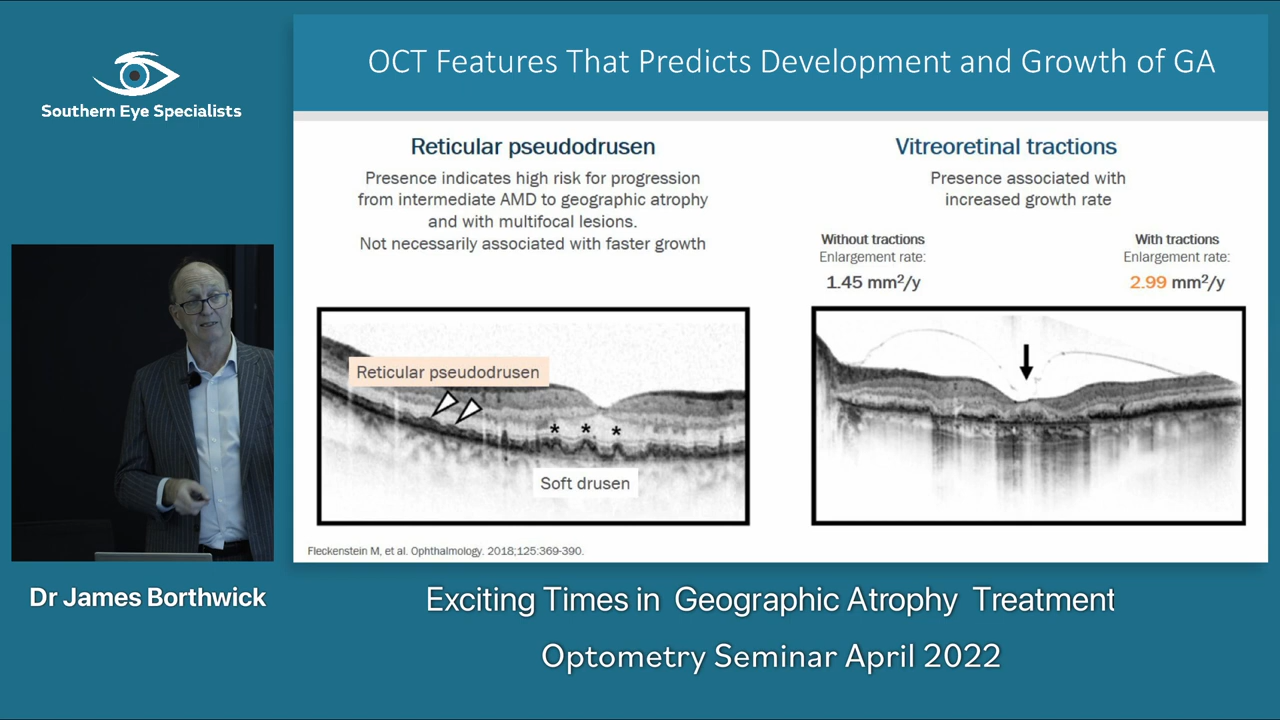 Southern Eye Specialists
OCT Features That Predicts Development and Growth of GA
Reticular pseudodrusen
Presence indicates high risk for progression
from intermediate AMD to geographic atrophy
and with multifocal lesions.
Not necessarily associated with faster growth
Vitreoretinal tractions
Presence associated with
increased growth rate
Without tractions
Enlargement rate:
1.45 mm²/y
With tractions
Enlargement rate:
2.99 mm²/y
Reticular pseudodrusen
* * *
Soft drusen
Fleckenstein M, et al. Ophthalmology. 2018;125:369-390.
Dr James Borthwick
Exciting Times in Geographic Atrophy Treatment
Optometry Seminar April 2022